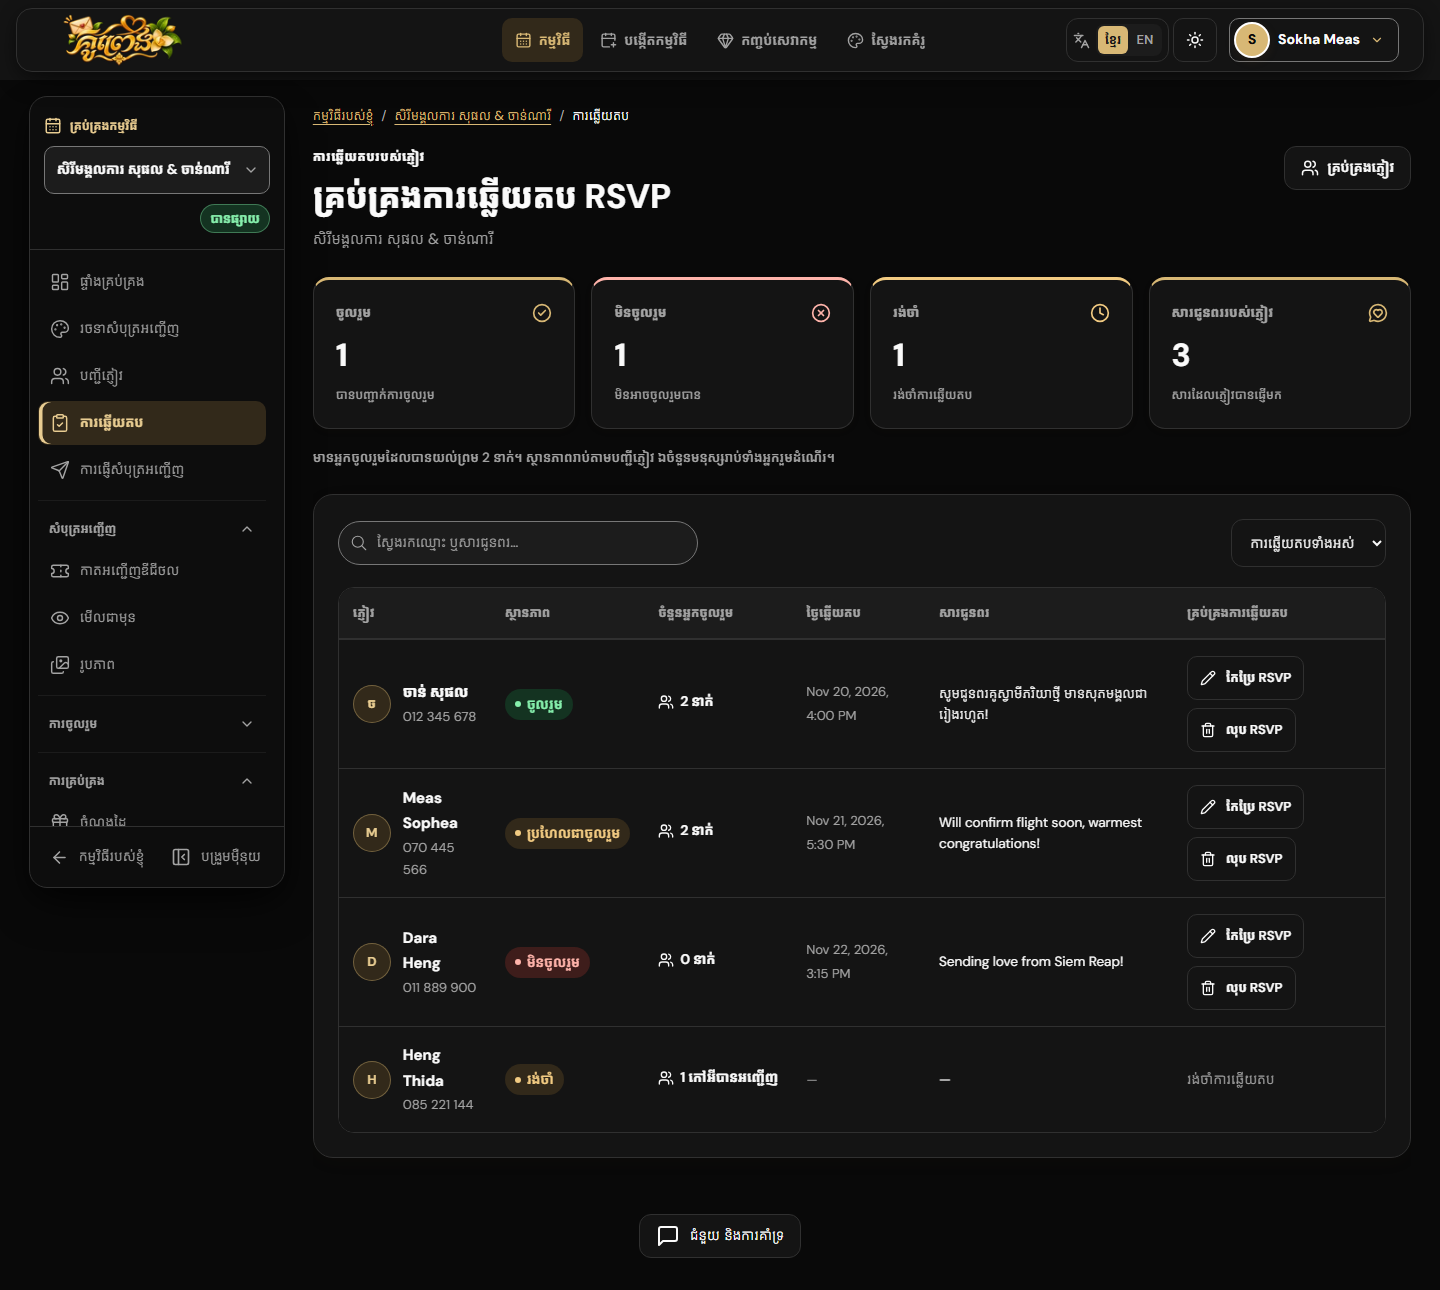 គូព្រេង
កម្មវិធី
បង្កើតកម្មវិធី
កញ្ចប់សេវាកម្ម
ស្វែងរកគំរូ
ខ្មែរ
EN
S
Sokha Meas
គ្រប់គ្រងកម្មវិធី
សិរីមង្គលការ សុផល & ចាន់ណារី
បានផ្សាយ
ផ្ទាំងគ្រប់គ្រង
រចនាសំបុត្រអញ្ជើញ
បញ្ជីភ្ញៀវ
ការឆ្លើយតប
ការផ្ញើសំបុត្រអញ្ជើញ
សំបុត្រអញ្ជើញ
កាតអញ្ជើញឌីជីថល
មើលជាមុន
រូបភាព
ការចូលរួម
ការគ្រប់គ្រង
ចំណងដៃ
កម្មវិធីរបស់ខ្ញុំ
បង្រួមម៉ឺនុយ
កម្មវិធីរបស់ខ្ញុំ / សិរីមង្គលការ សុផល & ចាន់ណារី / ការឆ្លើយតប
ការឆ្លើយតបរបស់ភ្ញៀវ
គ្រប់គ្រងការឆ្លើយតប RSVP
សិរីមង្គលការ សុផល & ចាន់ណារី
គ្រប់គ្រងភ្ញៀវ
ចូលរួម
1
បានបញ្ជាក់ការចូលរួម
មិនចូលរួម
1
មិនអាចចូលរួមបាន
រង់ចាំ
1
រង់ចាំការឆ្លើយតប
សារជូនពររបស់ភ្ញៀវ
3
សារដែលភ្ញៀវបានផ្ញើមក
មានអ្នកចូលរួមដែលបានយល់ព្រម 2 នាក់។ ស្ថានភាពរាប់តាមបញ្ជីភ្ញៀវ ឯចំនួនមនុស្សរាប់ទាំងអ្នករួមដំណើរ។
ស្វែងរកឈ្មោះ ឬសារជូនពរ...
ការឆ្លើយតបទាំងអស់
ភ្ញៀវ
ស្ថានភាព
ចំនួនអ្នកចូលរួម
ថ្ងៃឆ្លើយតប
សារជូនពរ
គ្រប់គ្រងការឆ្លើយតប
ច
ចាន់ សុផល
012 345 678
ចូលរួម
2 នាក់
Nov 20, 2026,
4:00 PM
សូមជូនពរគូស្វាមីភរិយាថ្មី មានសុភមង្គលជា
រៀងរហូត!
កែប្រែ RSVP
លុប RSVP
M
Meas
Sophea
070 445
566
ប្រហែលជាចូលរួម
2 នាក់
Nov 21, 2026,
5:30 PM
Will confirm flight soon, warmest
congratulations!
កែប្រែ RSVP
លុប RSVP
D
Dara
Heng
011 889 900
មិនចូលរួម
0 នាក់
Nov 22, 2026,
3:15 PM
Sending love from Siem Reap!
កែប្រែ RSVP
លុប RSVP
H
Heng
Thida
085 221 144
រង់ចាំ
1 កៅអីបានអញ្ជើញ
—
—
រង់ចាំការឆ្លើយតប
ជំនួយ និងការគាំទ្រ